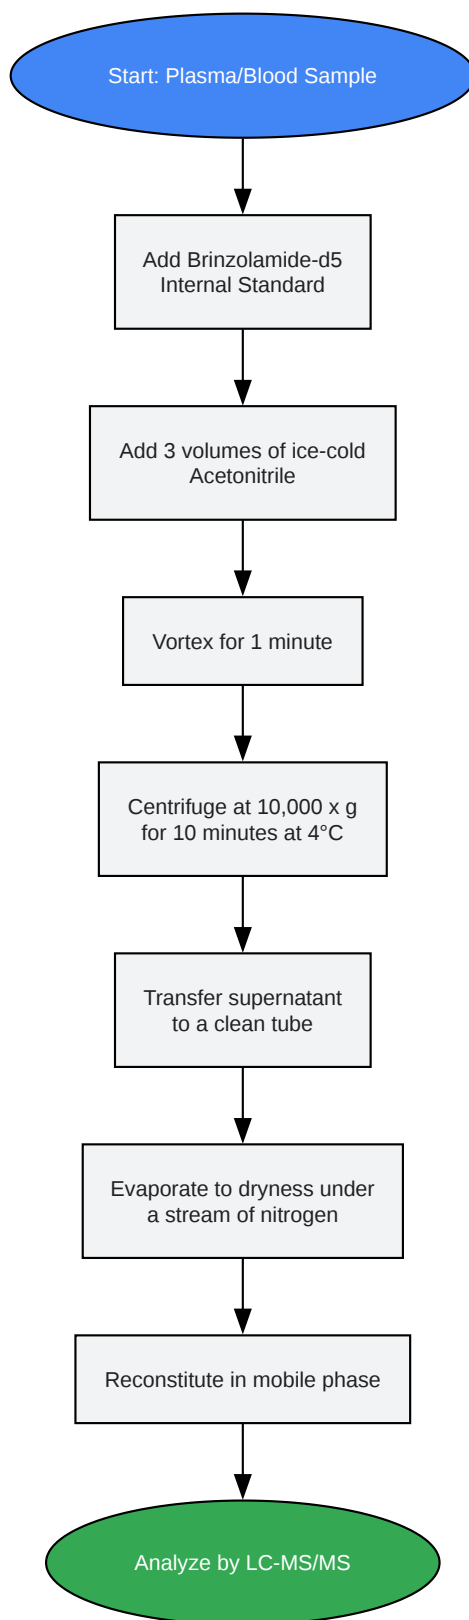 Start: Plasma/Blood Sample
Add Brinzolamide-d5
Internal Standard
Add 3 volumes of ice-cold
Acetonitrile
Vortex for 1 minute
Centrifuge at 10,000 x g
for 10 minutes at 4°C
Transfer supernatant
to a clean tube
Evaporate to dryness under
a stream of nitrogen
Reconstitute in mobile phase
Analyze by LC-MS/MS